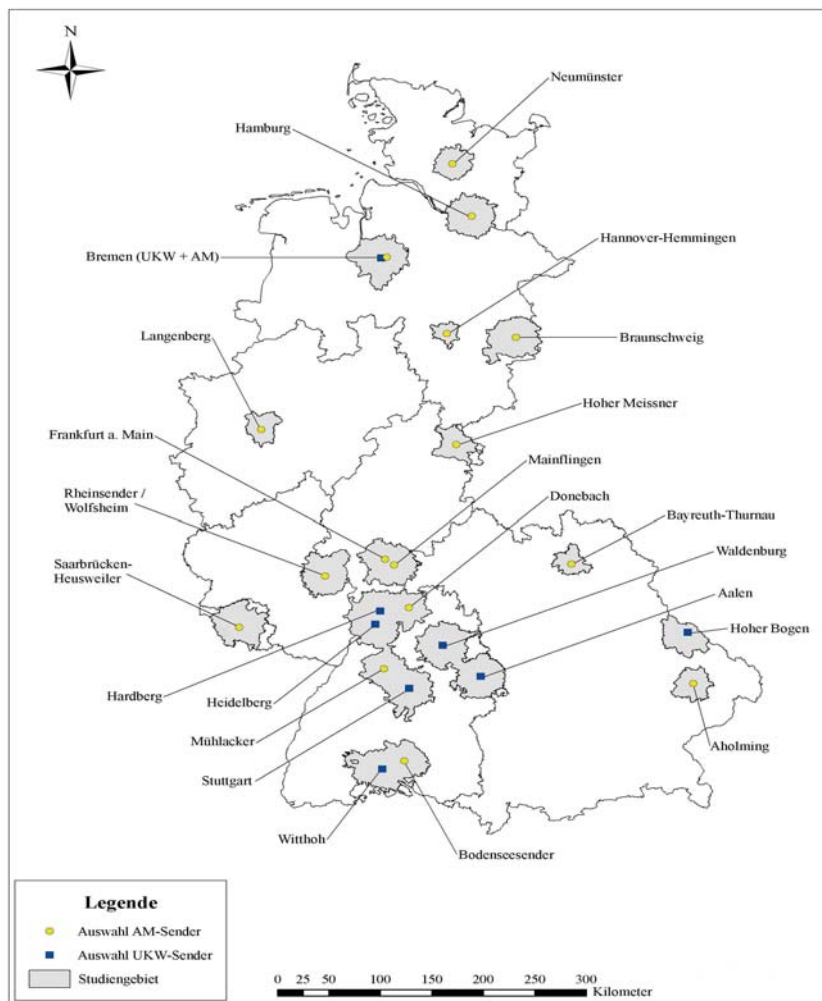 N
Neumünster
Hamburg
Hannover-Hemmingen
Bremen (UKW + AM)
Langenberg
Braunschweig
Hoher Meissner
Frankfurt a. Main
Mainflingen
Rheinsender /
Wolfsheim
Donebach
Bayreuth-Thurnau
Saarbrücken-
Heusweiler
Waldenburg
Aalen
Hoher Bogen
Hardberg
Heidelberg
Mühlacker
Aholming
Stuttgart
Witthoh
Bodenseesender
Legende
Auswahl AM-Sender
Auswahl UKW-Sender
Studiengebiet
0 25 50 100 150 200 250 300
Kilometer